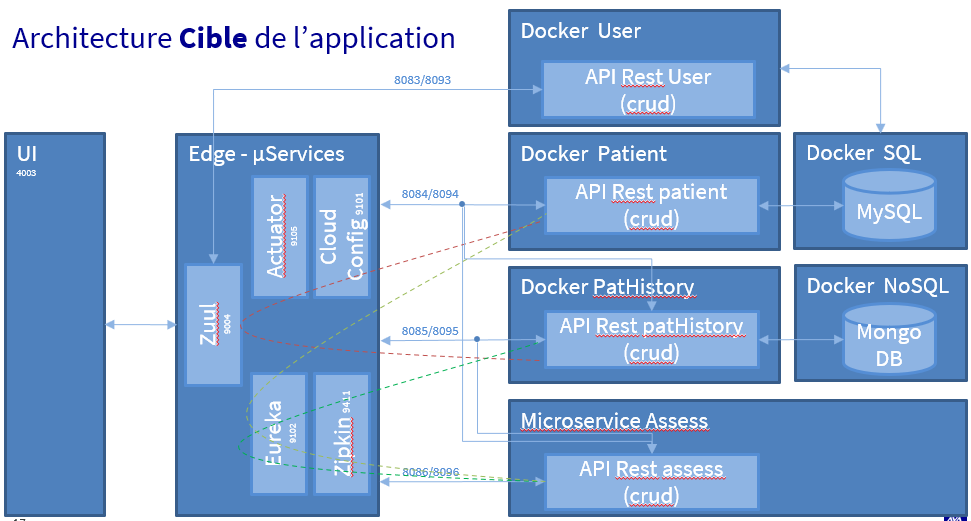 Architecture Cible de l'application
Docker User
API Rest User
(crud)
8083/8093
UI
4003
Edge - µServices
Actuator
9105
Cloud
Config 9101
Zuul
9004
Eureka
9102
Zipkin 9411
8084/8094
8085/8095
8086/8096
Docker Patient
API Rest patient
(crud)
Docker SQL
MySQL
Docker PatHistory
API Rest patHistory
(crud)
Docker NoSQL
Mongo
DB
Microservice Assess
API Rest assess
(crud)